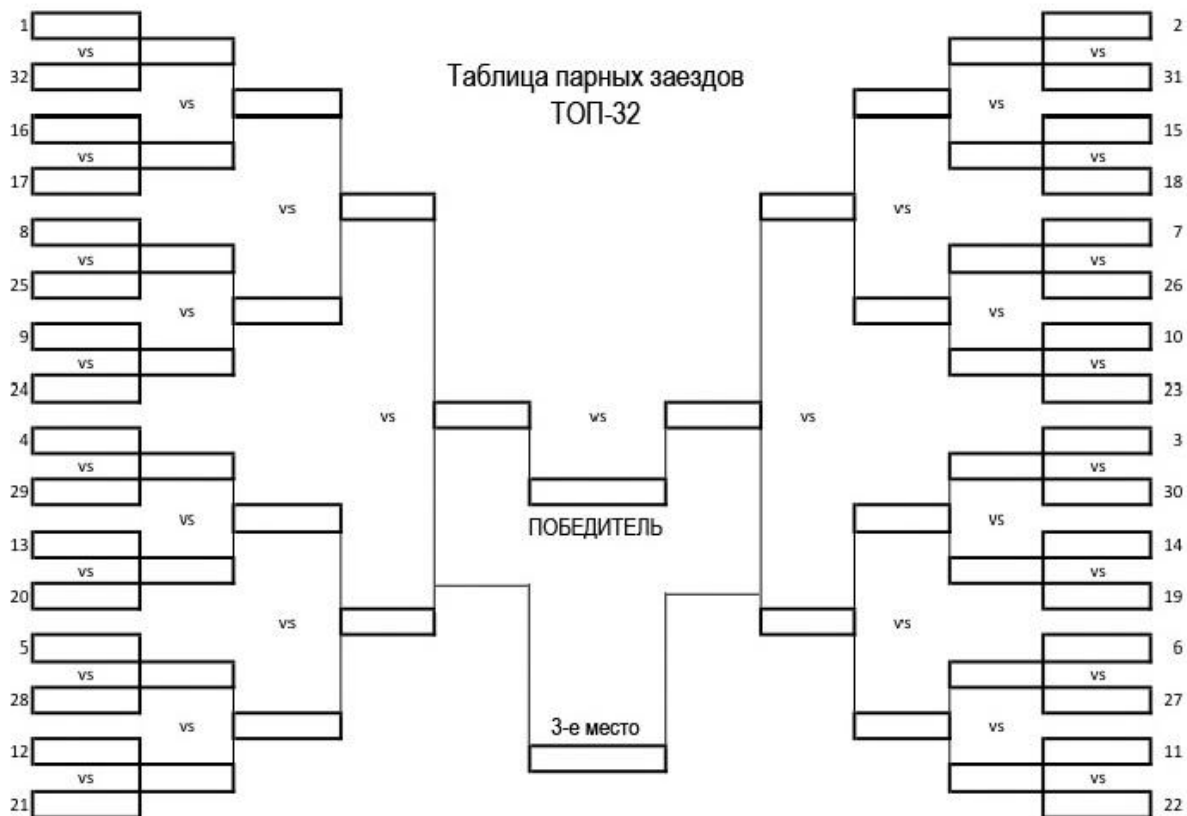 Таблица парных заездов
ТОП-32
1 2
vs vs
32 31
vs vs
16 15
vs vs
17 18
vs vs
8 7
vs vs
25 26
vs vs
9 10
vs vs
24 23
vs vs vs
4 3
vs vs
29 30
vs vs
ПОБЕДИТЕЛЬ
13 14
vs vs
20 19
vs vs
5 6
vs vs
28 27
vs vs
3-е место
12 11
vs vs
21 22